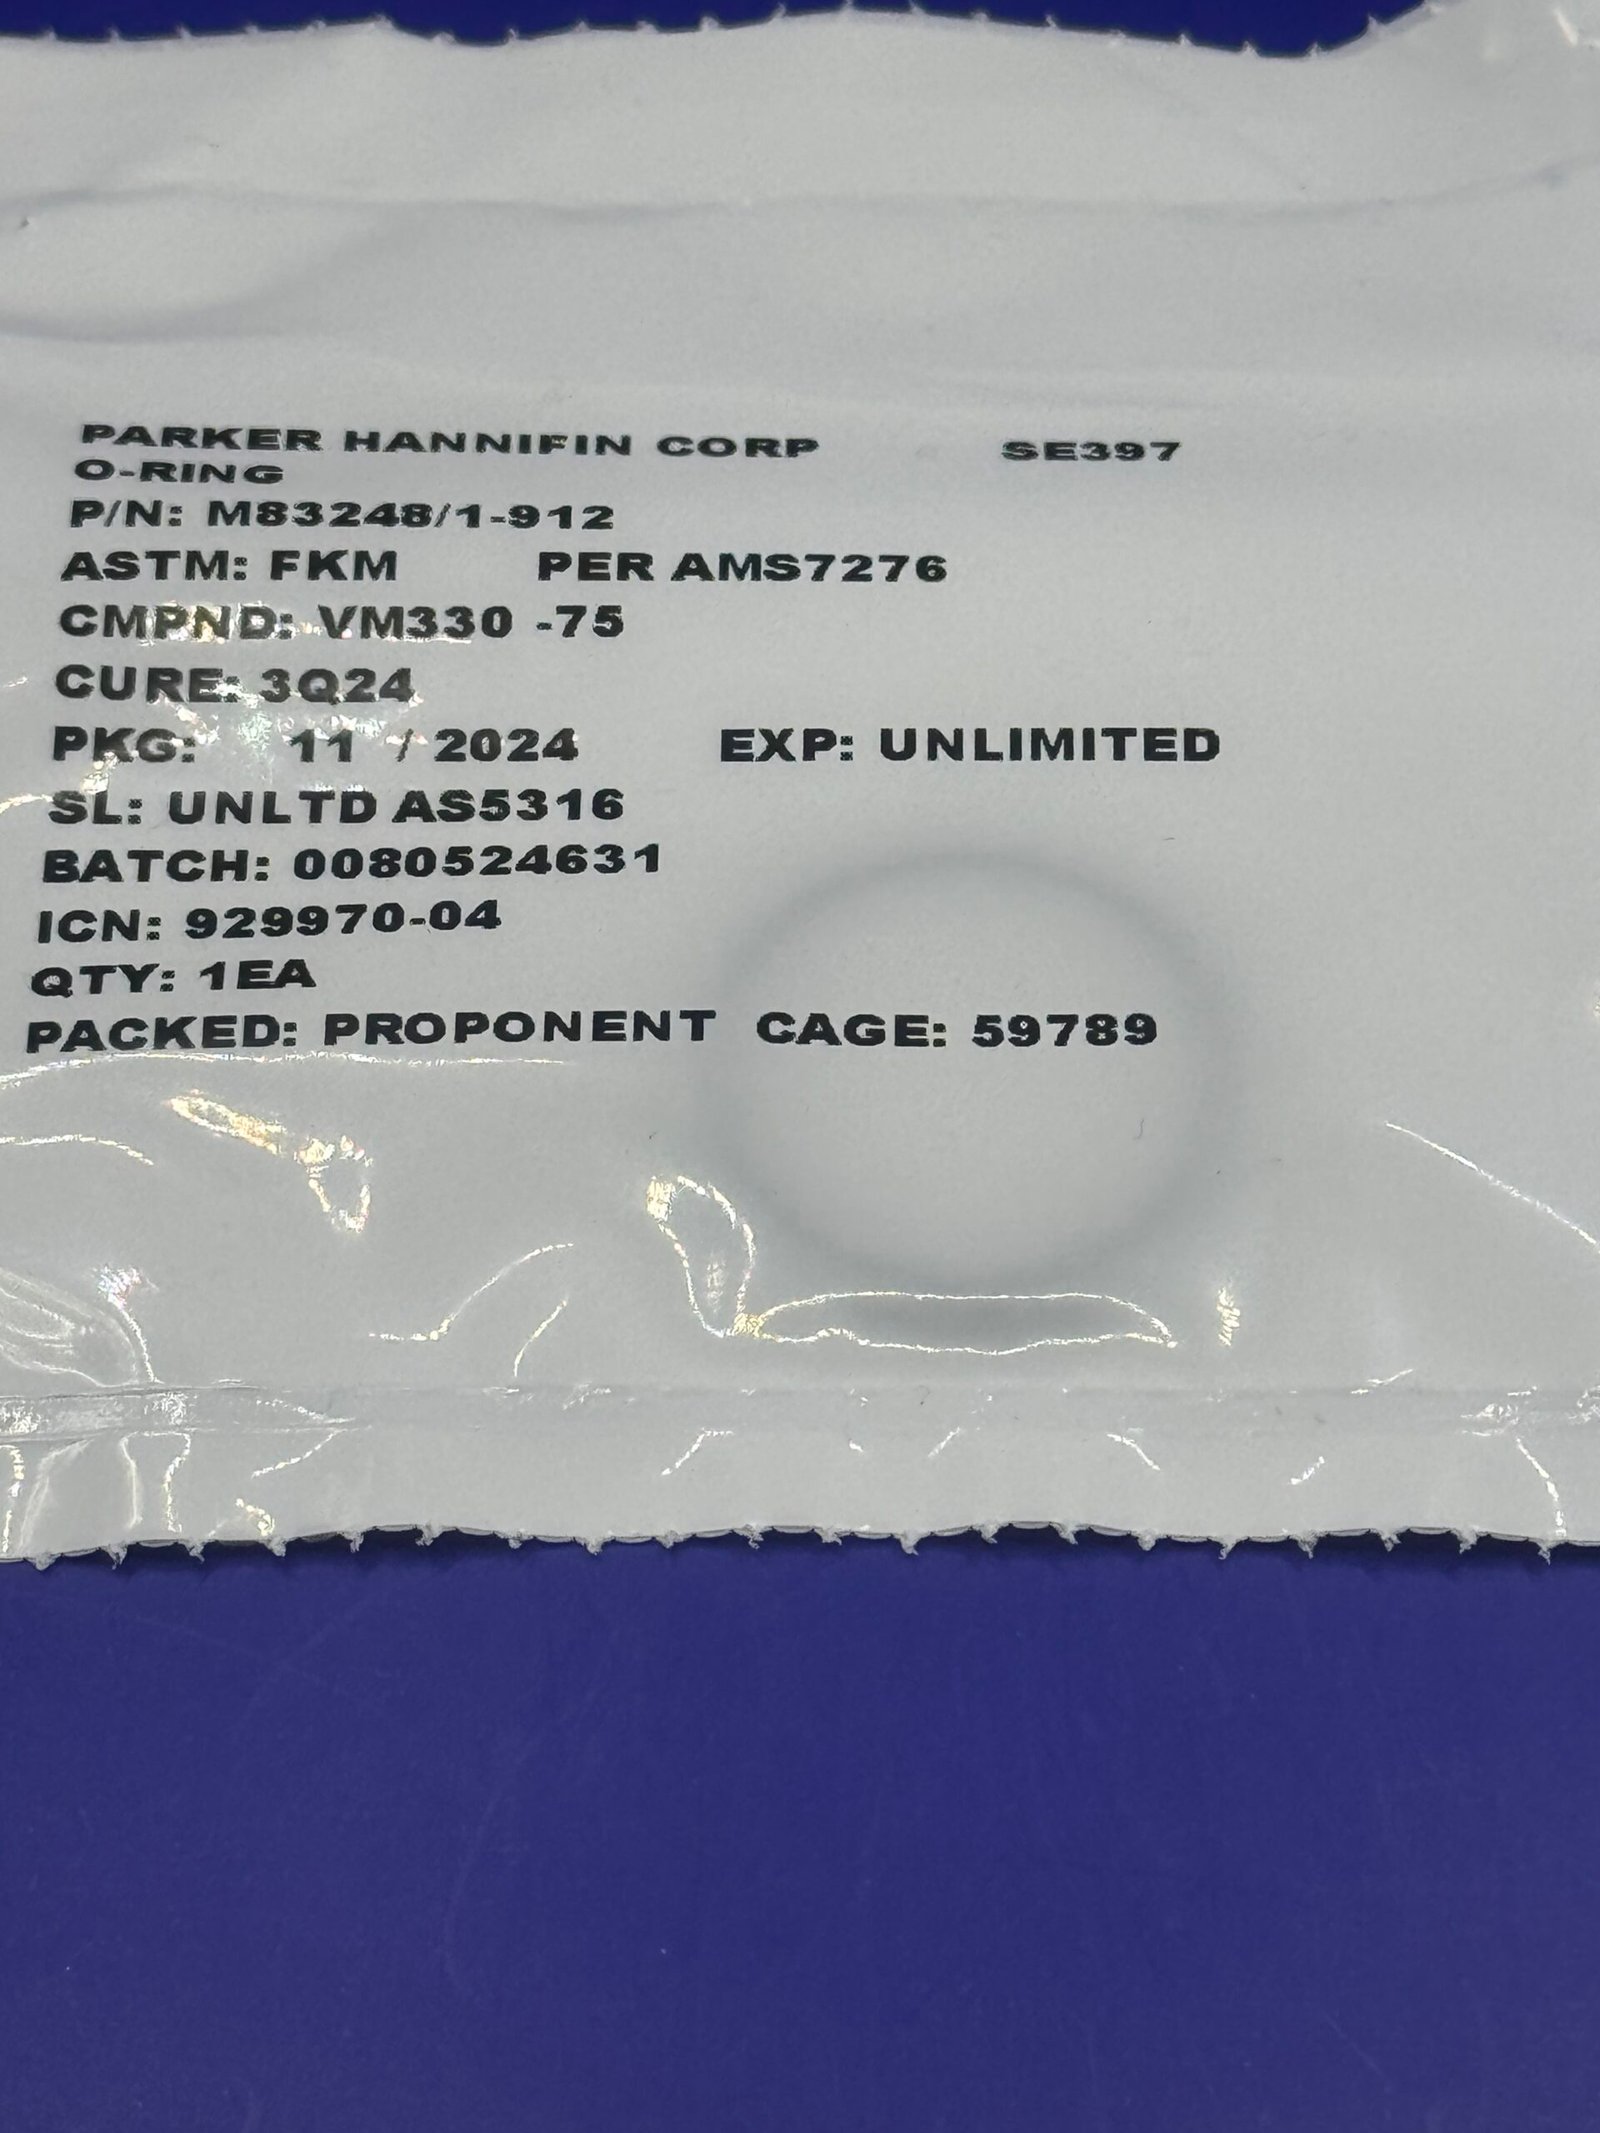 PARKER HANNIFIN CORP SE397
O-RING
P/N: M83248/1-912
ASTM: FKM PER AMS7276
CMPND: VM330 -75
CURE: 3Q24
PKG: 11 / 2024 EXP: UNLIMITED
SL: UNLTD AS5316
BATCH: 0080524631
ICN: 929970-04
QTY: 1EA
PACKED: PROPONENT CAGE: 59789